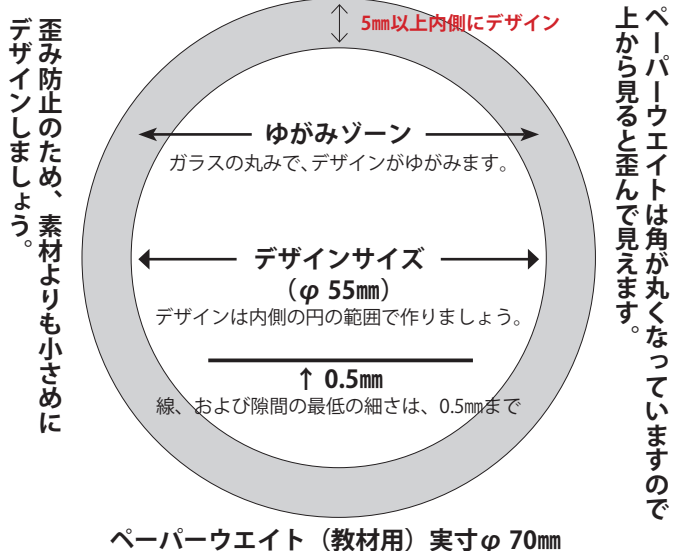 ペーパーウエイトは角が丸くなっていますので
上から見ると歪んで見えます。
5㎜以上内側にデザイン
ゆがみゾーン
ガラスの丸みで、デザインがゆがみます。
デザインサイズ
（φ 55㎜）
デザインは内側の円の範囲で作りましょう。
↑ 0.5㎜
線、および隙間の最低の細さは、0.5㎜まで
歪み防止のため、素材よりも小さめに
デザインしましょう。
ペーパーウエイト（教材用）実寸φ 70㎜